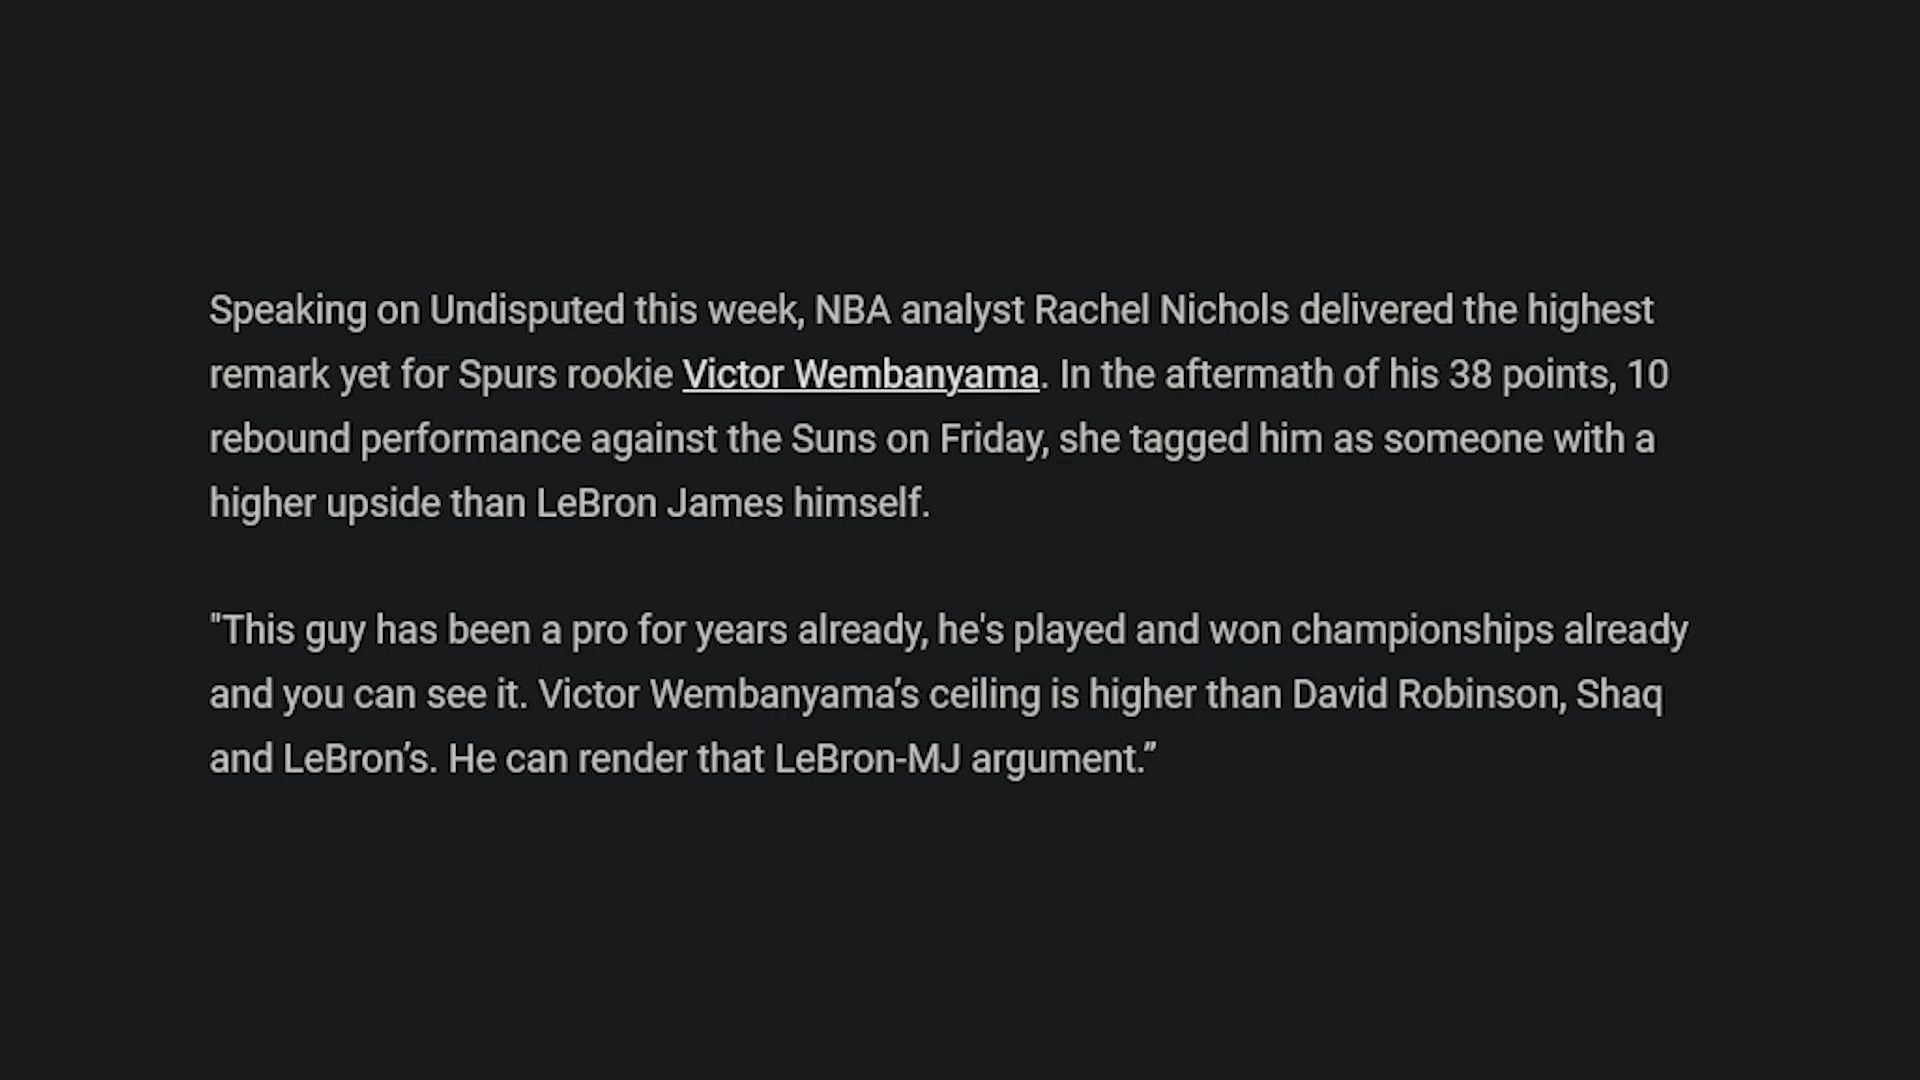 Speaking on Undisputed this week, NBA analyst Rachel Nichols delivered the highest
remark yet for Spurs rookie Victor Wembanyama. In the aftermath of his 38 points, 10
rebound performance against the Suns on Friday, she tagged him as someone with a
higher upside than LeBron James himself.
"This guy has been a pro for years already, he's played and won championships already
and you can see it. Victor Wembanyama’s ceiling is higher than David Robinson, Shaq
and LeBron’s. He can render that LeBron-MJ argument.”